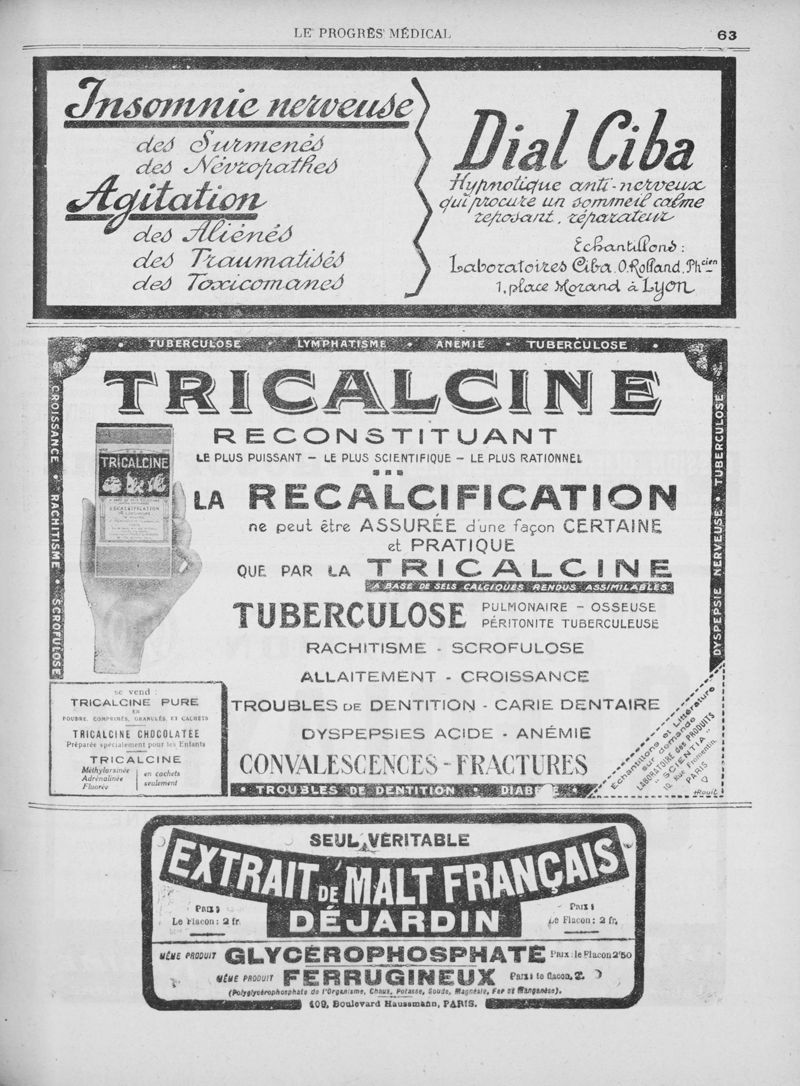 LE PROGRÈS MÉDICAL
63
Insomnie nerveuse
des Surmenés
des Névropathes
Agitation
des Aliénés
des Traumatisés
des Toxicomanes
Dial Ciba
Hypnotique anti-nerveux
qui procure un sommeil calme
reposant, réparateur
Echantillons:
Laboratoires Ciba, O. Rolland, Phcien
1, place Morand à Lyon
• TUBERCULOSE • LYMPHATISME • ANÉMIE • TUBERCULOSE •
CROISSANCE • RACHITISME • SCROFULOSE
DYSPEPSIE NERVEUSE • TUBERCULOSE
TRICALCINE
RECONSTITUANT
LE PLUS PUISSANT – LE PLUS SCIENTIFIQUE – LE PLUS RATIONNEL
TRICALCINE
LA RECALCIFICATION
ne peut être ASSURÉE d'une façon CERTAINE
et PRATIQUE
QUE PAR LA TRICALCINE
A BASE DE SELS CALCIQUES RENDUS ASSIMILABLES
TUBERCULOSE PULMONAIRE – OSSEUSE
PÉRITONITE TUBERCULEUSE
RACHITISME - SCROFULOSE
ALLAITEMENT - CROISSANCE
TROUBLES DE DENTITION - CARIE DENTAIRE
DYSPEPSIES ACIDE - ANÉMIE
CONVALESCENCES - FRACTURES
• TROUBLES DE DENTITION • DIABÈTE •
se vend :
TRICALCINE PURE
EN
POUDRE, COMPRIMÉS, GRANULÉS, ET CACHETS
TRICALCINE CHOCOLATEE
Préparée spécialement pour les Enfants
TRICALCINE
Méthylarsinée
Adrénalinée
Fluorée
en cachets
seulement
Echantillons et Littérature
sur demande
LABORATOIRE des PRODUITS
"SCIENTIA"
10, Rue Fromentin
PARIS
SEUL VÉRITABLE
EXTRAIT DE MALT FRANÇAIS
DÉJARDIN
Prix:
Le Flacon: 2 fr.
Prix:
Le Flacon: 2 fr.
MÊME PRODUIT GLYCÉROPHOSPHATÉ Prix: le Flacon 2'50
MÊME PRODUIT FERRUGINEUX Prix: le flacon, 2.
(Polyglycérophosphate de l'Organisme, Chaux, Potasse, Soude, Magnésie, Fer et Manganèse).
109, Boulevard Haussmann, PARIS.